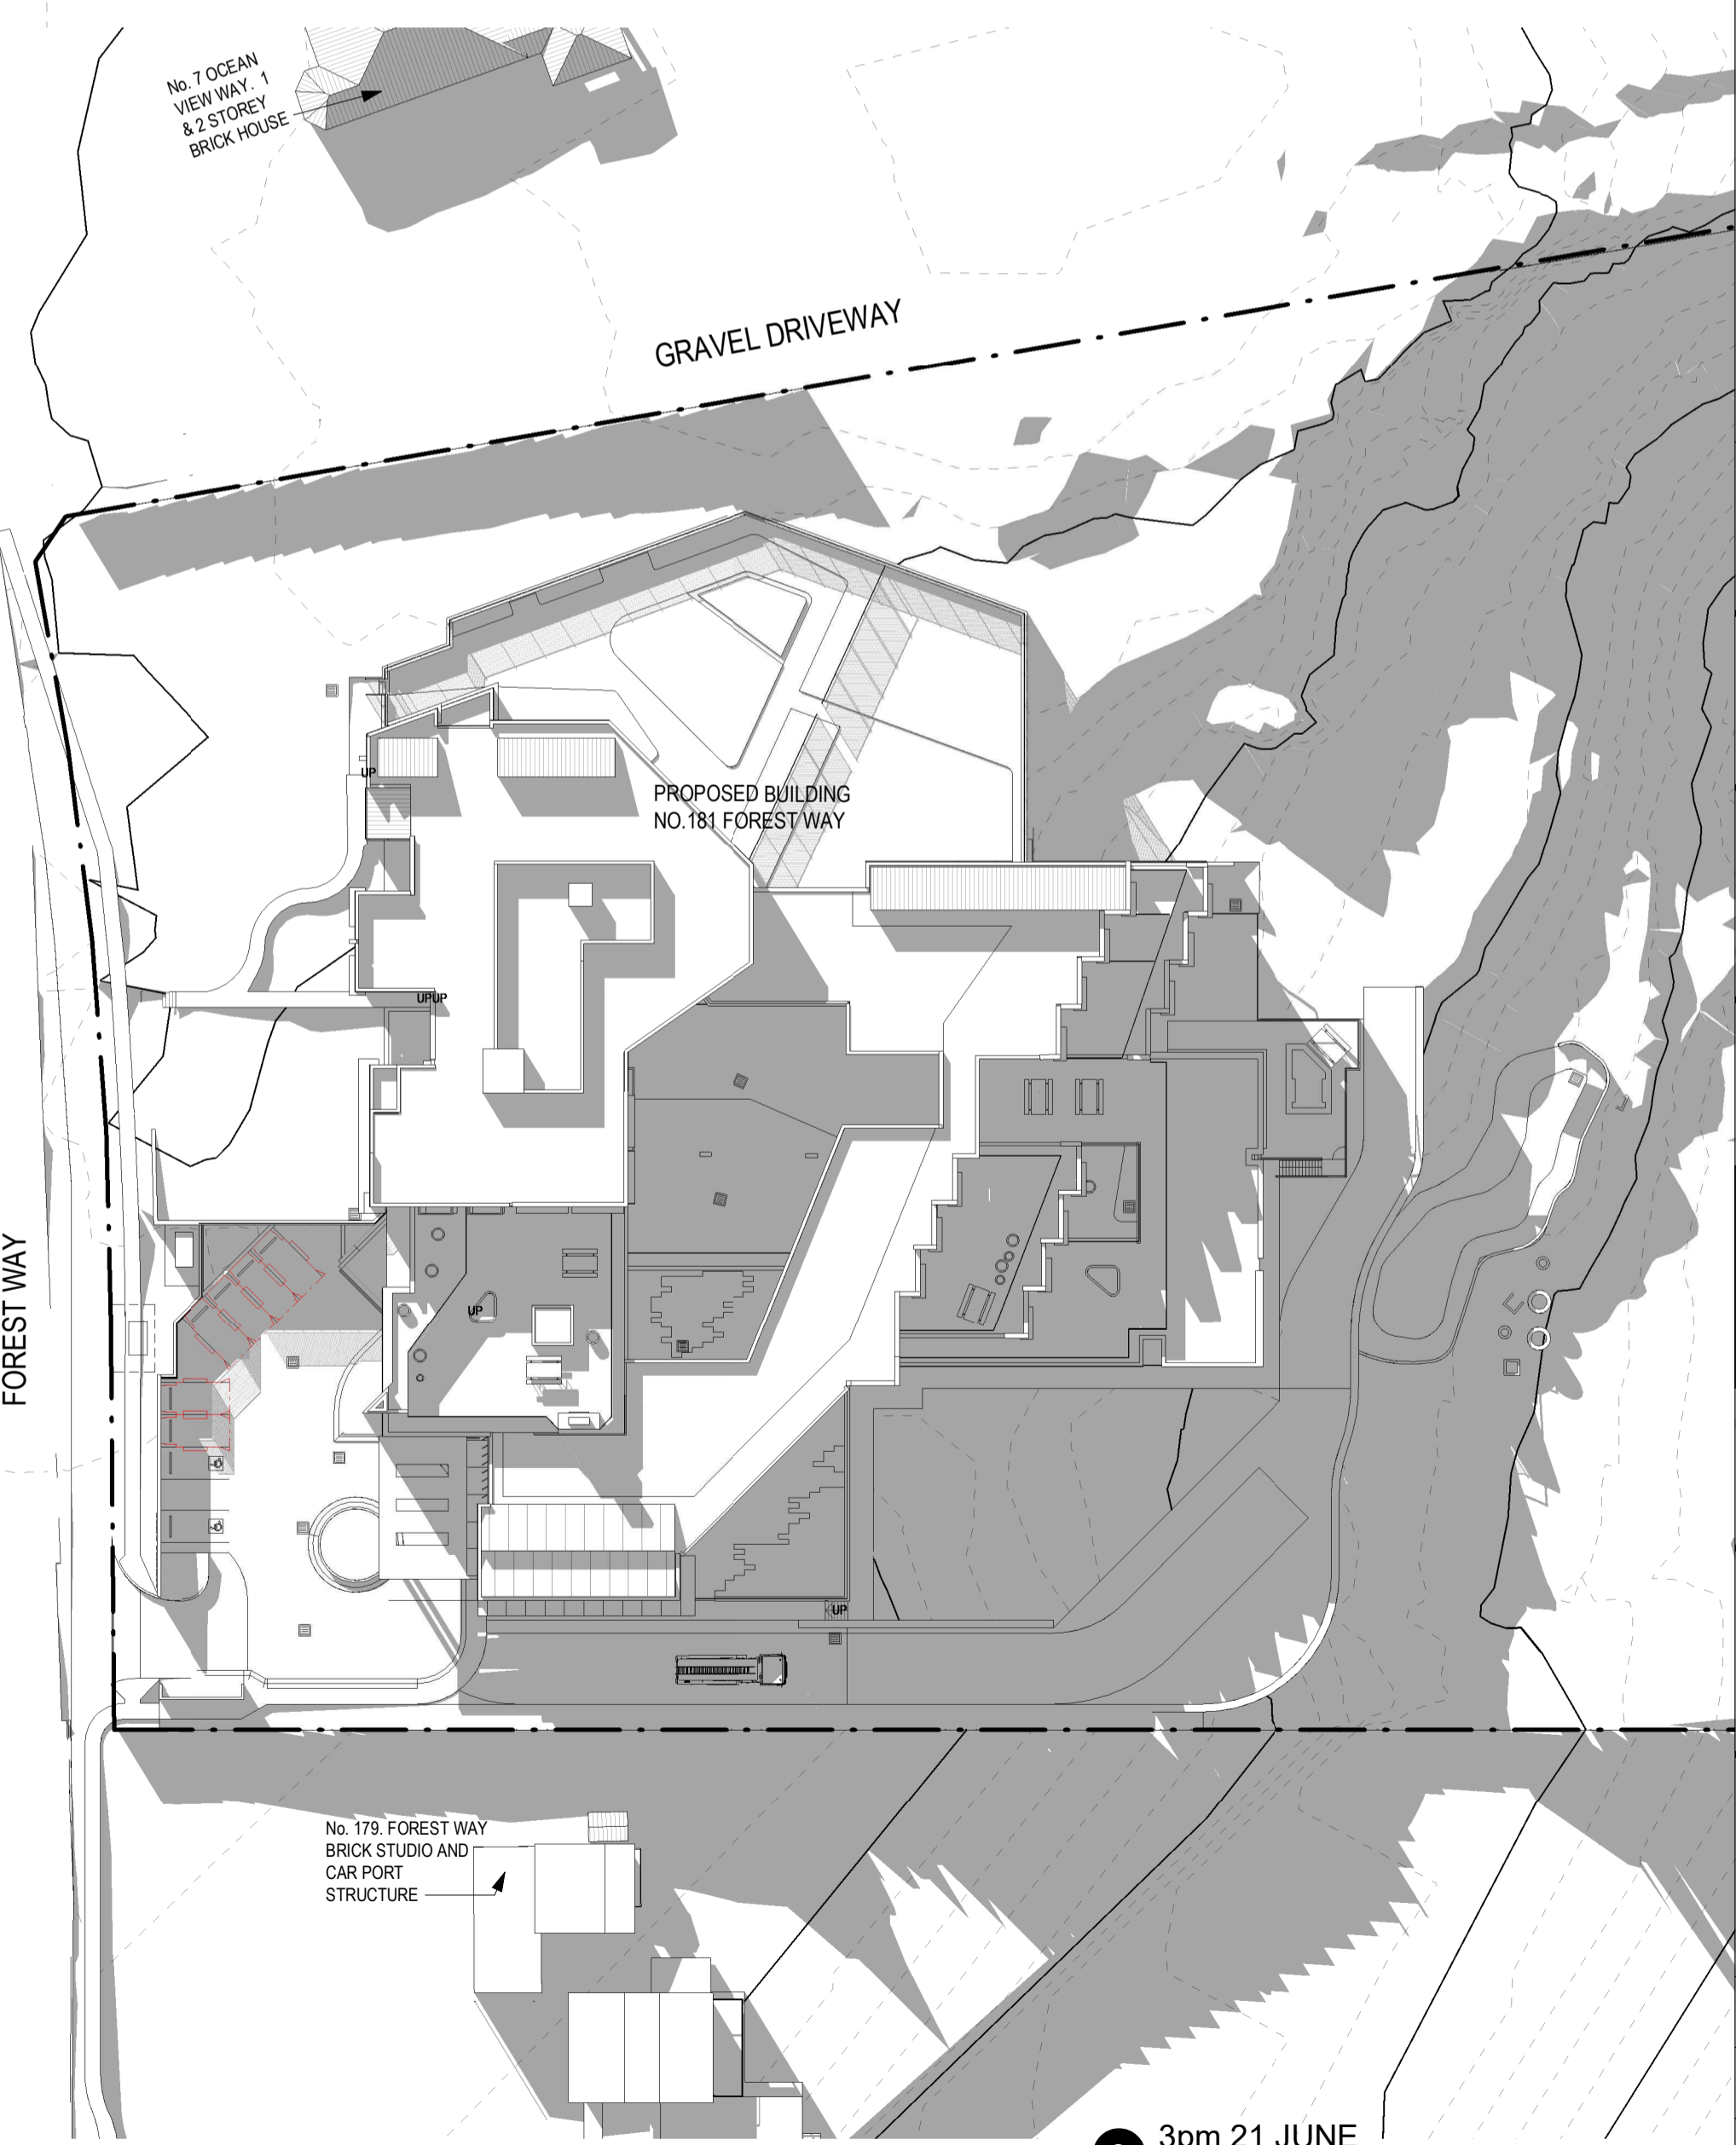 No. 7 OCEAN
VIEW WAY. 1
& 2 STOREY
BRICK HOUSE
GRAVEL DRIVEWAY
UP
PROPOSED BUILDING
NO.181 FOREST WAY
UPUP
FOREST WAY
UP
UP
No. 179. FOREST WAY
BRICK STUDIO AND
CAR PORT
STRUCTURE
3pm 21 JUNE